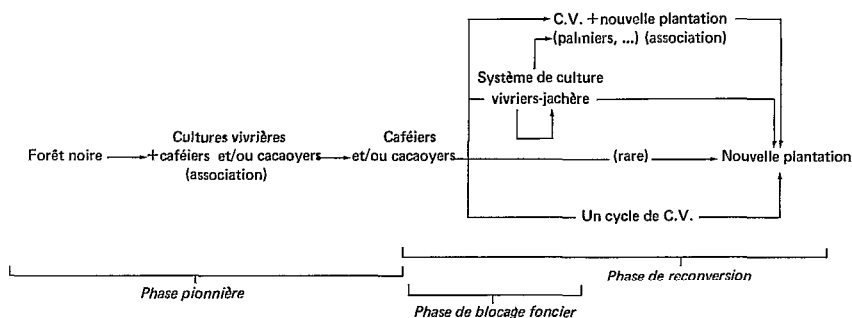 C.V. +nouvelle plantation
(palmiers, ...) (association)
Système de culture
vivriers-jachère
Cultures vivrières
Caféiers
Forêt noire
+caféiers et/ou cacaoyers
et/ou cacaoyers
(rare)
Nouvelle plantation
(association)
Un cycle de C.V.
Phase de reconversion
Phase pionnière
Phase de blocage foncier